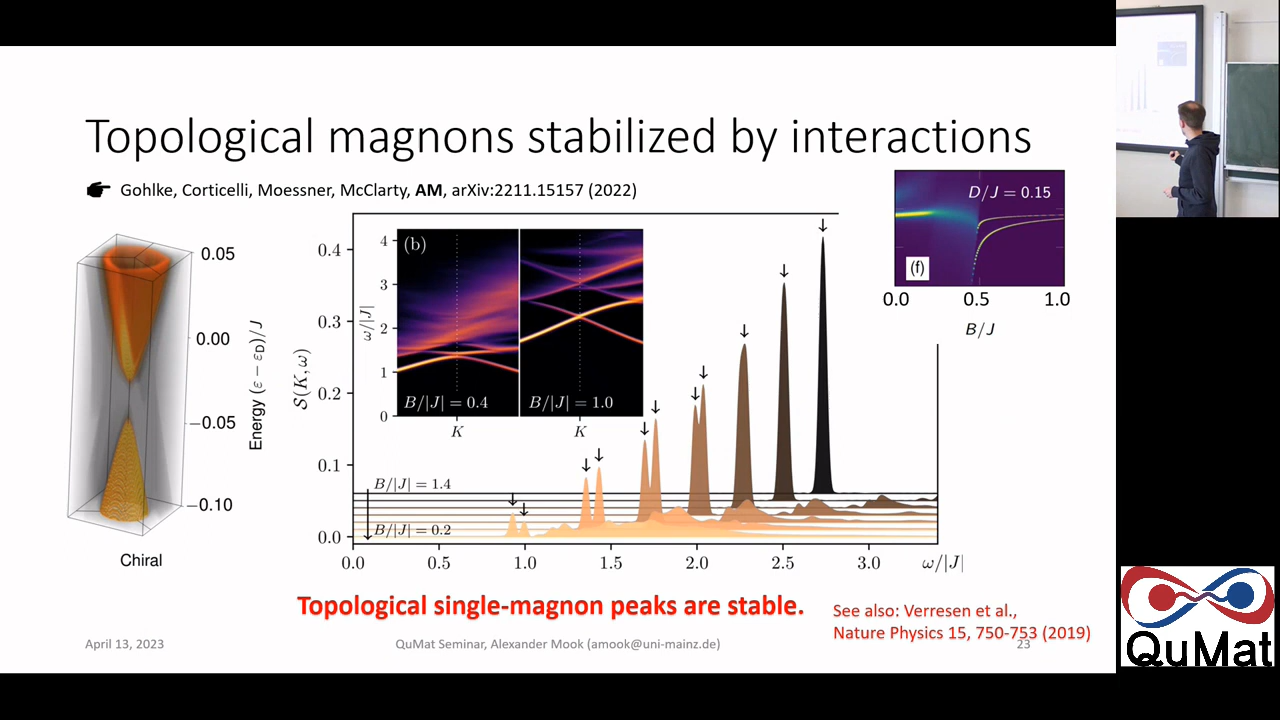 Topological magnons stabilized by interactions
Gohlke, Corticelli, Moessner, McClarty, AM, arXiv:2211.15157 (2022)
0.05
0.00
−0.05
−0.10
Energy (ε − εD)/J
Chiral
0.4
0.3
0.2
0.1
0.0
S(K, ω)
(b)
4
3
2
1
0
ω/|J|
B/|J| = 0.4
B/|J| = 1.0
K
K
B/|J| = 1.4
B/|J| = 0.2
0.0 0.5 1.0 1.5 2.0 2.5 3.0 ω/|J|
D/J = 0.15
(f)
0.0 0.5 1.0
B/J
Topological single-magnon peaks are stable.
See also: Verresen et al.,
Nature Physics 15, 750-753 (2019)
April 13, 2023
QuMat Seminar, Alexander Mook (amook@uni-mainz.de)
23
QuMat